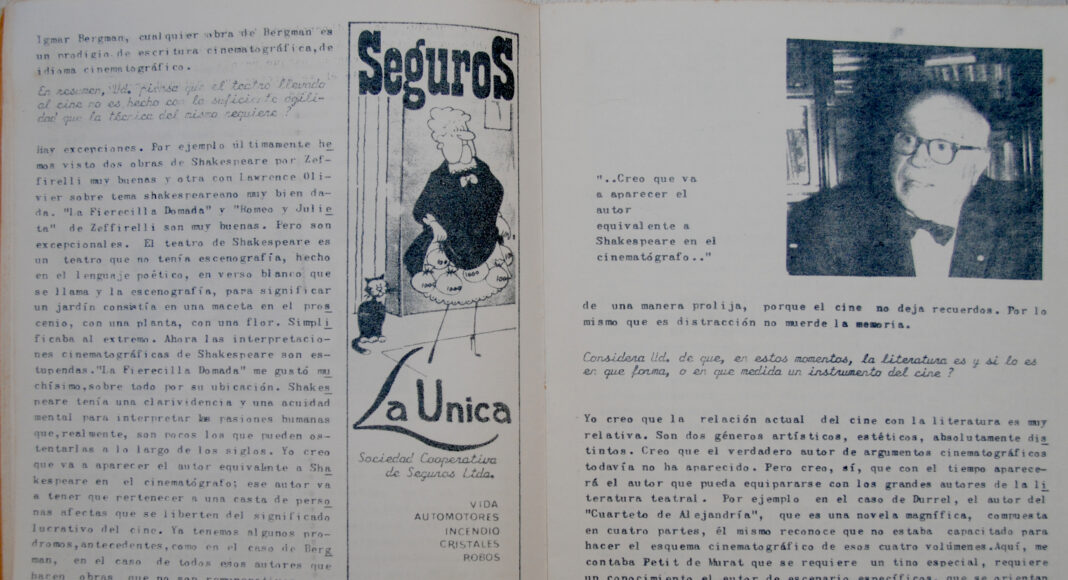 Igmar Bergman, cualquier obra de Bergman es
un prodigio de escritura cinematográfica,de
idioma cinematográfico.
En resumen, Ud. piensa que el teatro llevado
al cine no es hecho con la suficiente agili-
dad que la técnica del mismo requiere ?
Hay excepciones. Por ejemplo últimamente he
mos visto dos obras de Shakespeare por Zef-
firelli muy buenas y otra con Lawrence Oli-
vier sobre tema shakespeareano muy bien da-
da. "La Fierecilla Domada" y "Romeo y Julie
ta" de Zeffirelli son muy buenas. Pero son
excepcionales. El teatro de Shakespeare es
un teatro que no tenía escenografía, hecho
en el lenguaje poético, en verso blanco que
se llama y la escenografía, para significar
un jardín consistía en una maceta en el pros
cenio, con una planta, con una flor. Simpli
ficaba al extremo. Ahora las interpretacio-
nes cinematográficas de Shakespeare son es-
tupendas."La Fierecilla Domada" me gustó mu
chísimo,sobre todo por su ubicación. Shakes
peare tenía una clarividencia y una acuidad
mental para interpretar las pasiones humanas
que,realmente, son pocos los que pueden os-
tentarlas a lo largo de los siglos. Yo creo
que va a aparecer el autor equivalente a Sha
kespeare en el cinematógrafo; ese autor va
a tener que pertenecer a una casta de perso
nas afectas que se liberten del significado
lucrativo del cine. Ya tenemos algunos pro-
dromos,antecedentes,como en el caso de Berg
man, en el caso de todos esos autores que
hacen obras que no son
Seguros
1000
1000
1000
La Unica
Sociedad Cooperativa
de Seguros Ltda.
VIDA
AUTOMOTORES
INCENDIO
CRISTALES
ROBOS
"..Creo que va
a aparecer el
autor
equivalente a
Shakespeare en el
cinematógrafo.."
de una manera prolija, porque el cine no deja recuerdos. Por lo
mismo que es distracción no muerde la memoria.
Considera Ud. de que, en estos momentos, la literatura es y si lo es
en que forma, o en que medida un instrumento del cine ?
Yo creo que la relación actual del cine con la literatura es muy
relativa. Son dos géneros artísticos, estéticos, absolutamente dis
tintos. Creo que el verdadero autor de argumentos cinematográficos
todavía no ha aparecido. Pero creo, sí, que con el tiempo aparece-
rá el autor que pueda equipararse con los grandes autores de la li
teratura teatral. Por ejemplo en el caso de Durrel, el autor del
"Cuarteto de Alejandría", que es una novela magnífica, compuesta
en cuatro partes, él mismo reconoce que no estaba capacitado para
hacer el esquema cinematográfico de esos cuatro volúmenes.Aquí, me
contaba Petit de Murat que se requiere un tino especial, requiere
un conocimiento el autor de escenario específicos que se orientan